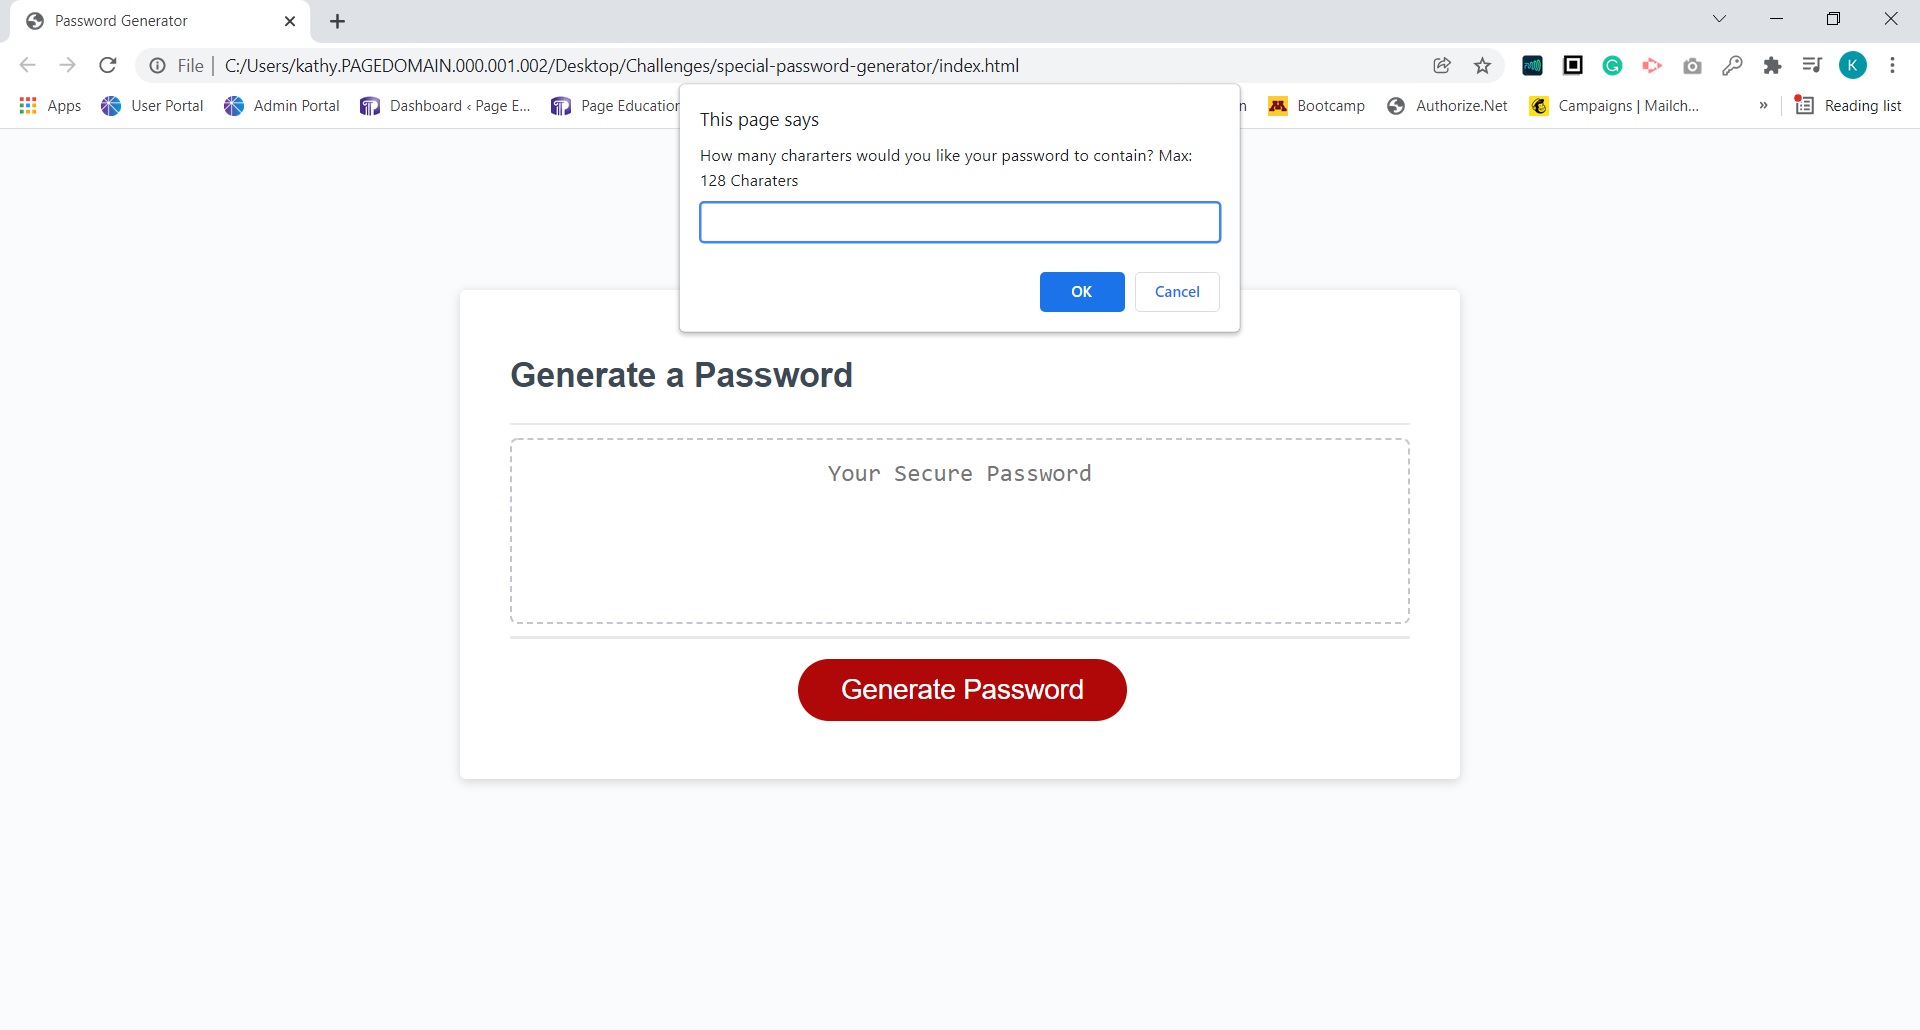 Password Generator
File | C:/Users/kathy.PAGEDOMAIN.000.001.002/Desktop/Challenges/special-password-generator/index.html
K
Apps User Portal Admin Portal Dashboard ‹ Page E... Page Education n Bootcamp Authorize.Net Campaigns | Mailch... » Reading list
This page says
How many chararters would you like your password to contain? Max:
128 Charaters
OK Cancel
Generate a Password
Your Secure Password
Generate Password